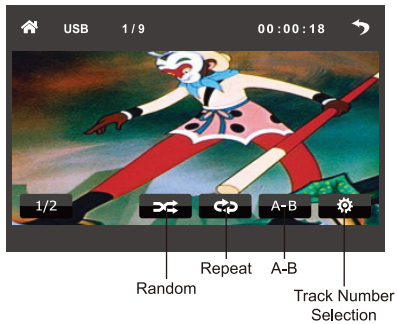 USB 1/9 00:00:18
1/2 A-B
Repeat A-B
Random
Track Number
Selection